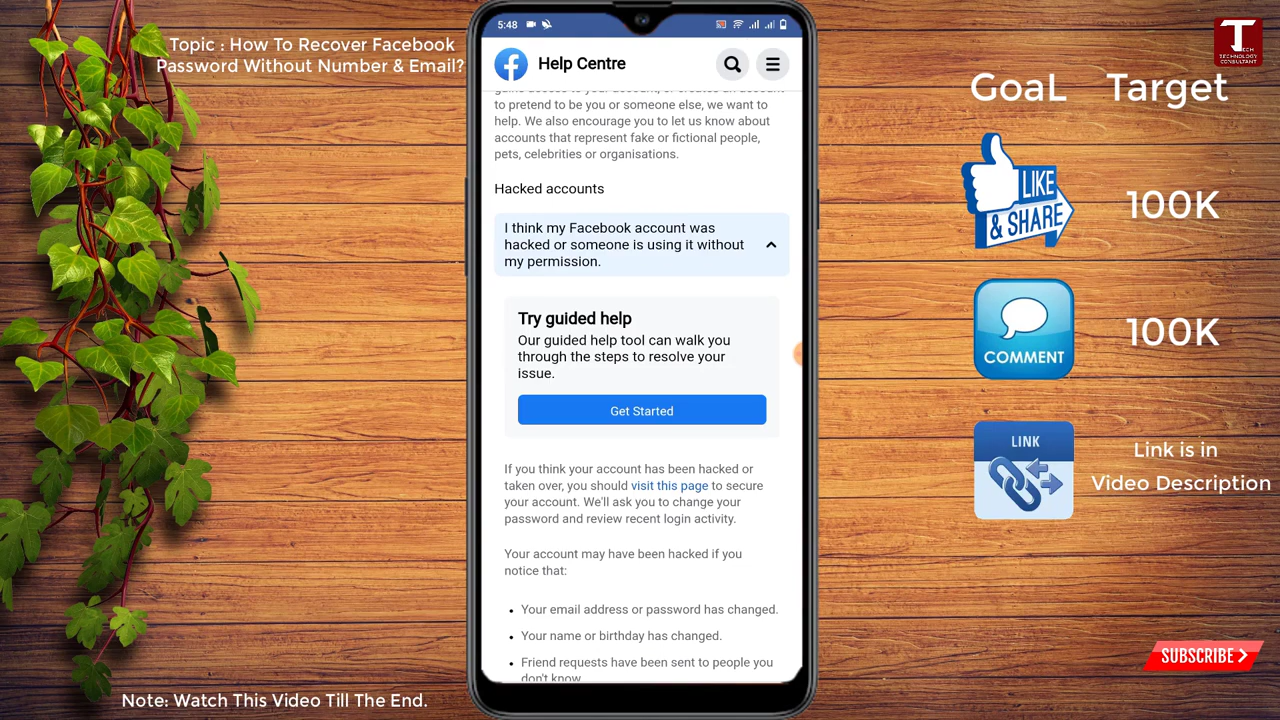 Topic : How To Recover Facebook
Password Without Number & Email?
5:48
Help Centre
to pretend to be you or someone else, we want to
help. We also encourage you to let us know about
accounts that represent fake or fictional people,
pets, celebrities or organisations.
Hacked accounts
I think my Facebook account was
hacked or someone is using it without
my permission.
Try guided help
Our guided help tool can walk you
through the steps to resolve your
issue.
Get Started
If you think your account has been hacked or
taken over, you should visit this page to secure
your account. We'll ask you to change your
password and review recent login activity.
Your account may have been hacked if you
notice that:
• Your email address or password has changed.
• Your name or birthday has changed.
• Friend requests have been sent to people you
don't know
TECH
TECHNOLOGY
CONSULTANT
GoaL Target
LIKE
& SHARE
100K
COMMENT
100K
LINK
Link is in
Video Description
SUBSCRIBE
Note: Watch This Video Till The End.